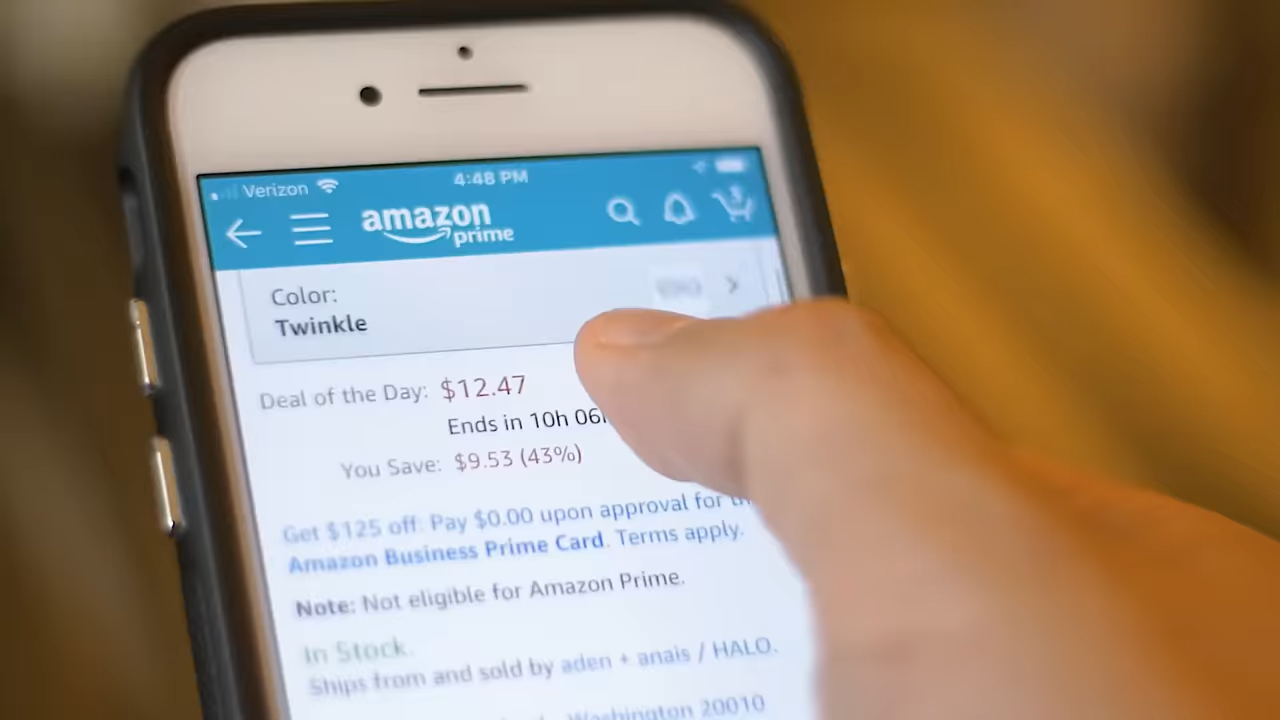 Verizon 4:48 PM
amazon
prime
3
Color:
Twinkle
Deal of the Day: $12.47
Ends in 10h 06
You Save: $9.53 (43%)
Get $125 off: Pay $0.00 upon approval for
Amazon Business Prime Card. Terms apply.
Note: Not eligible for Amazon Prime.
In Stock.
Ships from and sold by aden + anais / HALO.
Washington 20010